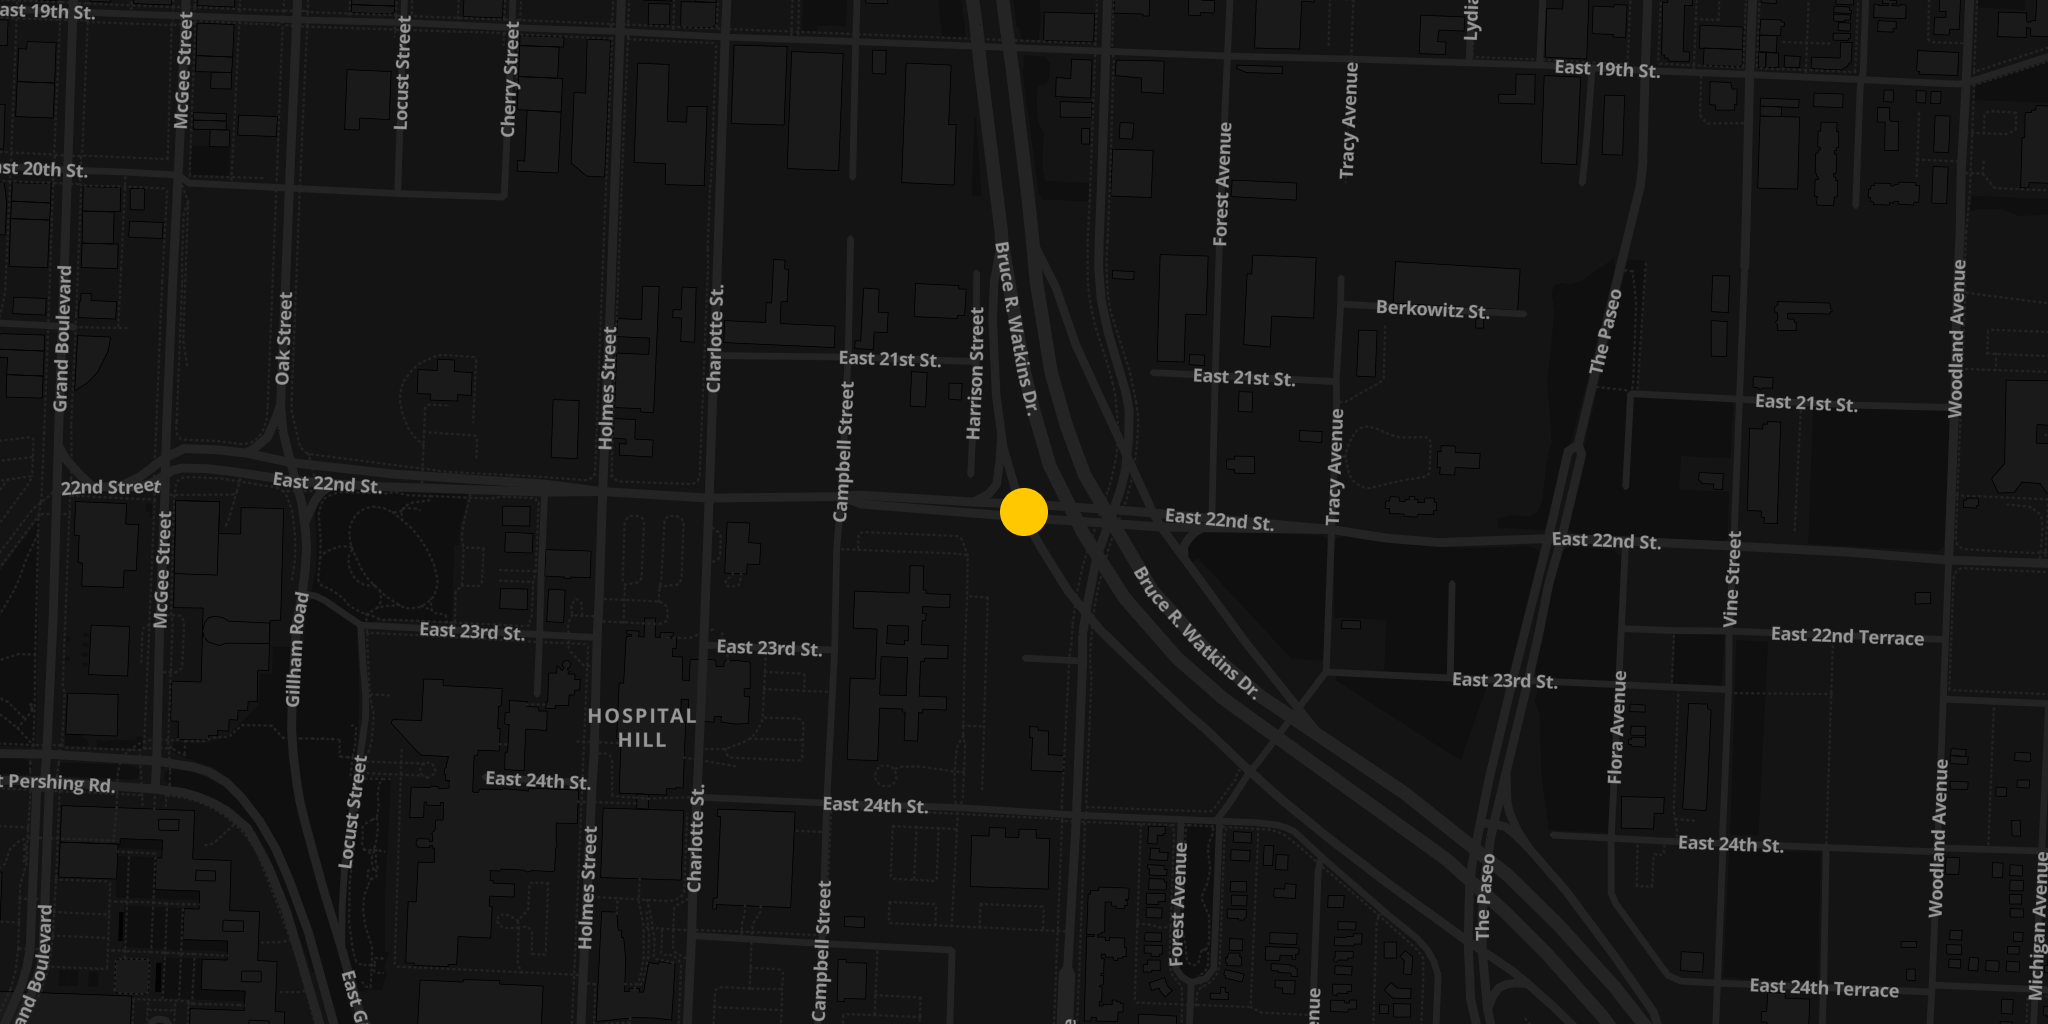 East 19th St.
McGee Street
Locust Street
Cherry Street
Lydia
East 19th St.
Tracy Avenue
Forest Avenue
East 20th St.
Grand Boulevard
Oak Street
Holmes Street
Charlotte St.
Bruce R. Watkins Dr.
Harrison Street
Berkowitz St.
The Paseo
Woodland Avenue
East 21st St.
East 21st St.
East 21st St.
Campbell Street
Tracy Avenue
22nd Street
East 22nd St.
East 22nd St.
East 22nd St.
McGee Street
Vine Street
Gillham Road
East 23rd St.
East 23rd St.
Bruce R. Watkins Dr.
East 22nd Terrace
East 23rd St.
HOSPITAL
HILL
Flora Avenue
t Pershing Rd.
Locust Street
East 24th St.
East 24th St.
Charlotte St.
East 24th St.
Woodland Avenue
Holmes Street
Campbell Street
Forest Avenue
The Paseo
Michigan Avenue
and Boulevard
East G
enue
East 24th Terrace